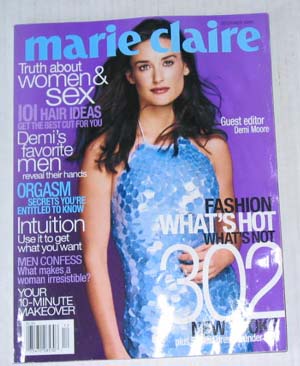 marie claire
Truth about
women &
sex
101 HAIR IDEAS
GET THE BEST CUT FOR YOU
Demi's
favorite
men
reveal their hands
ORGASM
SECRETS YOU'RE
ENTITLED TO KNOW
Intuition
Use it to get
what you want
MEN CONFESS
What makes a
woman irresistible?
YOUR
10-MINUTE
MAKEOVER
Guest editor
Demi Moore
FASHION
WHAT'S HOT
WHAT'S NOT
302
NEW LOOKS
plus